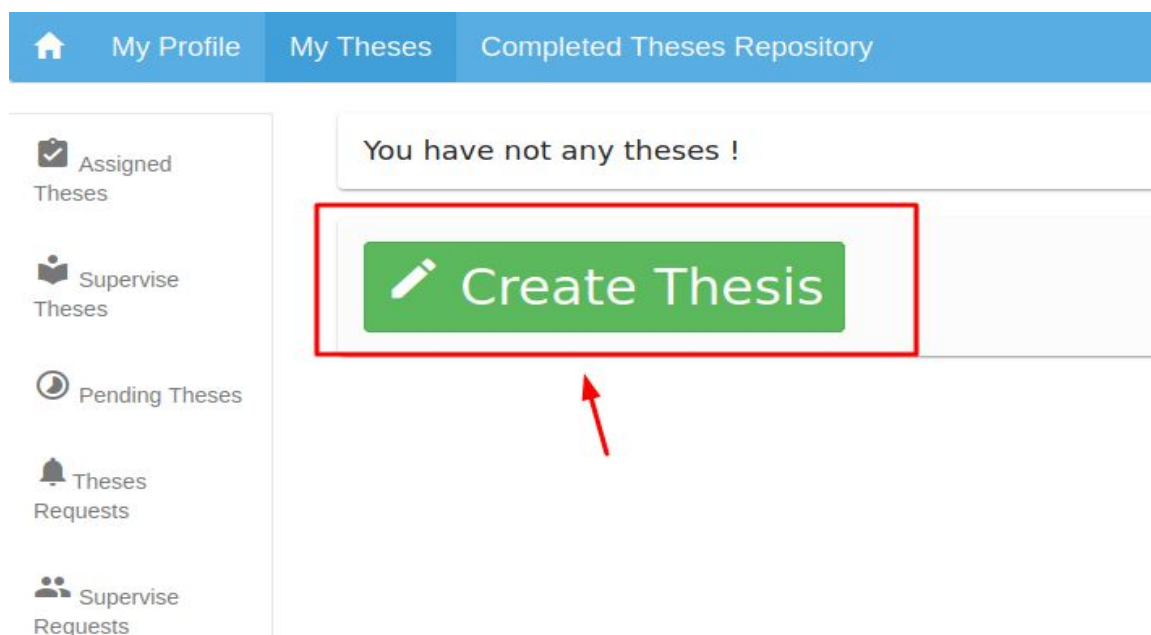 My Profile My Theses Completed Theses Repository
Assigned
Theses
Supervise
Theses
Pending Theses
Theses
Requests
Supervise
Requests
You have not any theses !
Create Thesis